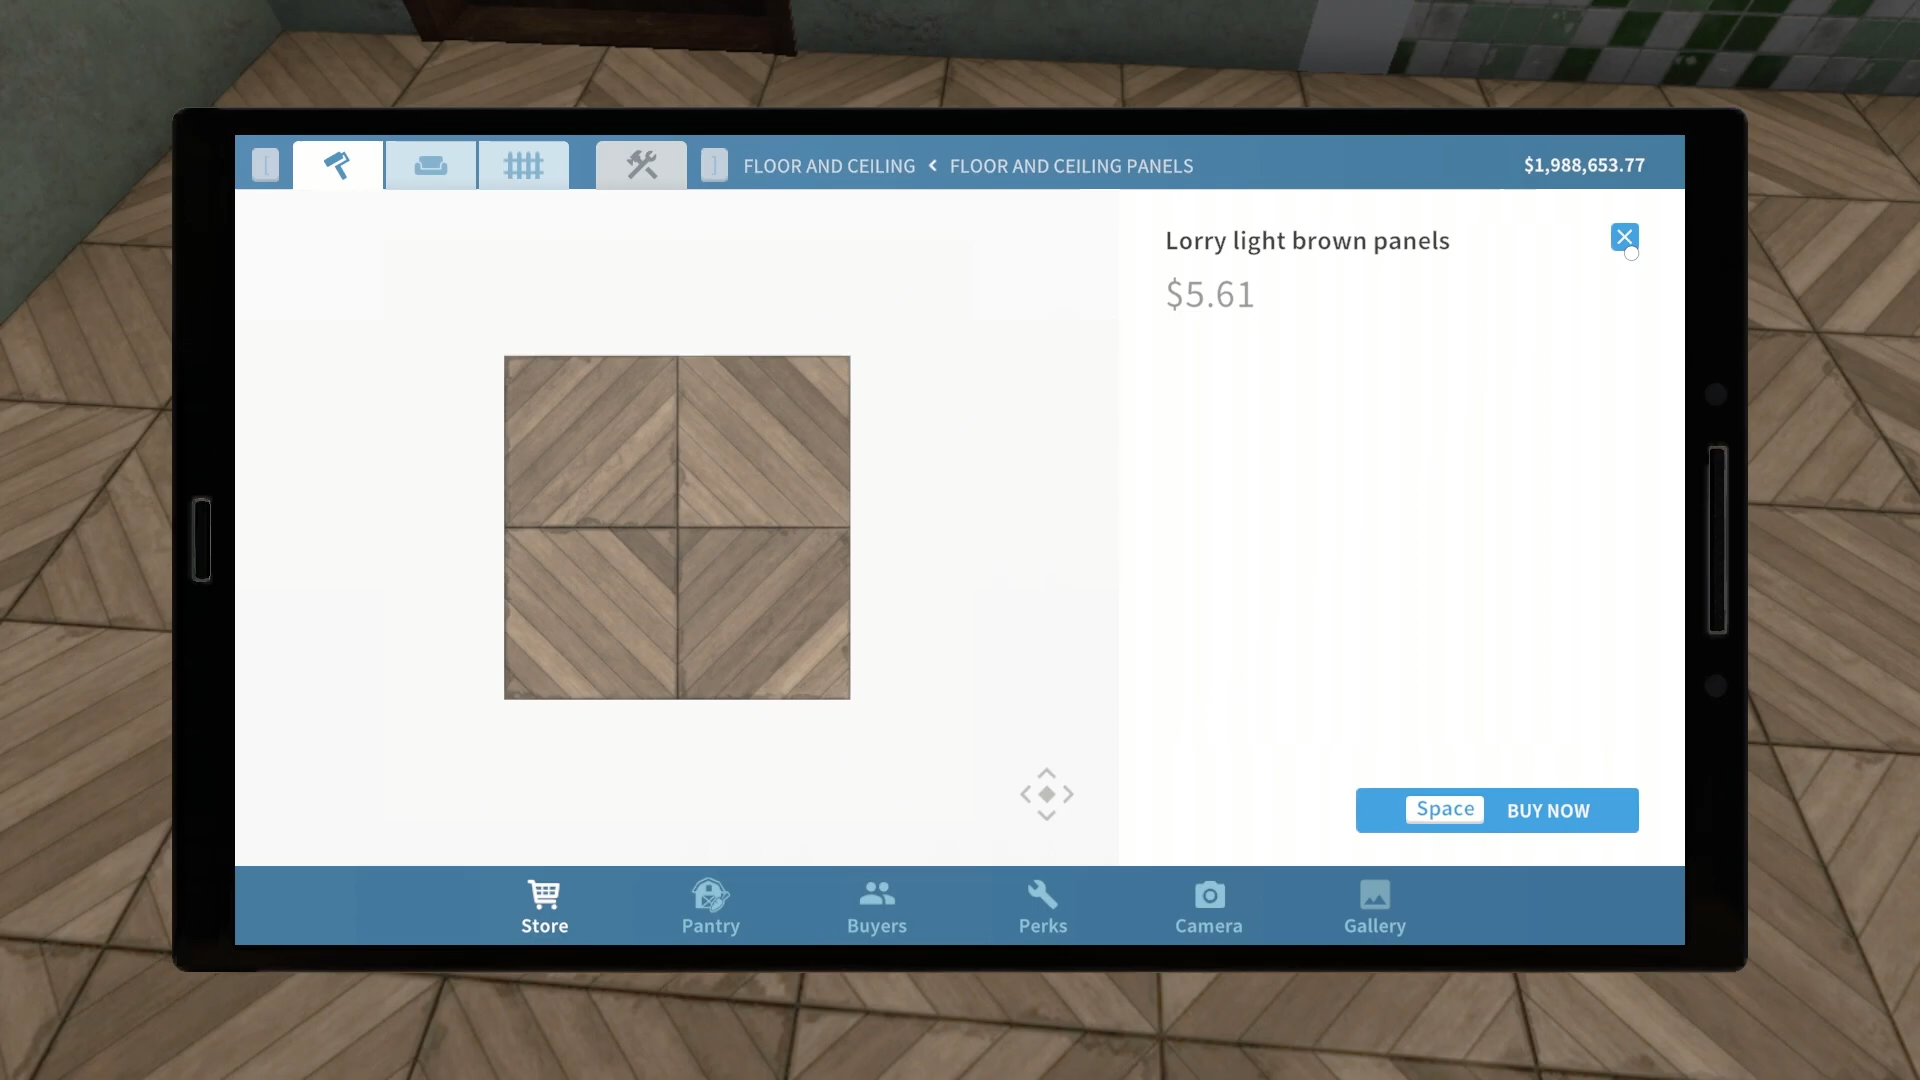 [
]
FLOOR AND CEILING < FLOOR AND CEILING PANELS
$1,988,653.77
Lorry light brown panels
$5.61
Space BUY NOW
Store
Pantry
Buyers
Perks
Camera
Gallery